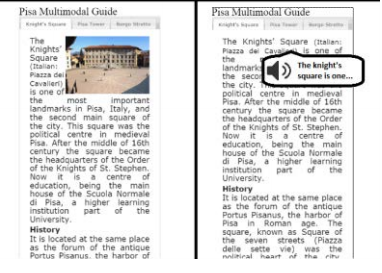 Pisa Multimodal Guide
Knight's Square Pisa Tower Borgo Stretto
The
Knights'
Square
(Italian:
Piazza dei
Cavalieri)
is one of
the most important
landmarks in Pisa, Italy, and
the second main square of
the city. This square was the
political centre in medieval
Pisa. After the middle of 16th
century the square became
the headquarters of the Order
of the Knights of St. Stephen.
Now it is a centre of
education, being the main
house of the Scuola Normale
di Pisa, a higher learning
institution part of the
University.
History
It is located at the same place
as the forum of the antique
Portus Pisanus, the harbor of
Pisa Multimodal Guide
Knight's Square Pisa Tower Borgo Stretto
The Knights' Square (Italian:
Piazza dei Cavalieri) is one of
the
landmarks
the second
the city. This
The knight's
square is one...
political centre in medieval
Pisa. After the middle of 16th
century the square became
the headquarters of the Order
of the Knights of St. Stephen.
Now it is a centre of
education, being the main
house of the Scuola Normale
di Pisa, a higher learning
institution part of the
University.
History
It is located at the same place
as the forum of the antique
Portus Pisanus, the harbor of
Pisa in Roman age. The
square, known as Square of
the seven streets (Piazza
delle sette vie) was the
political heart of the city.